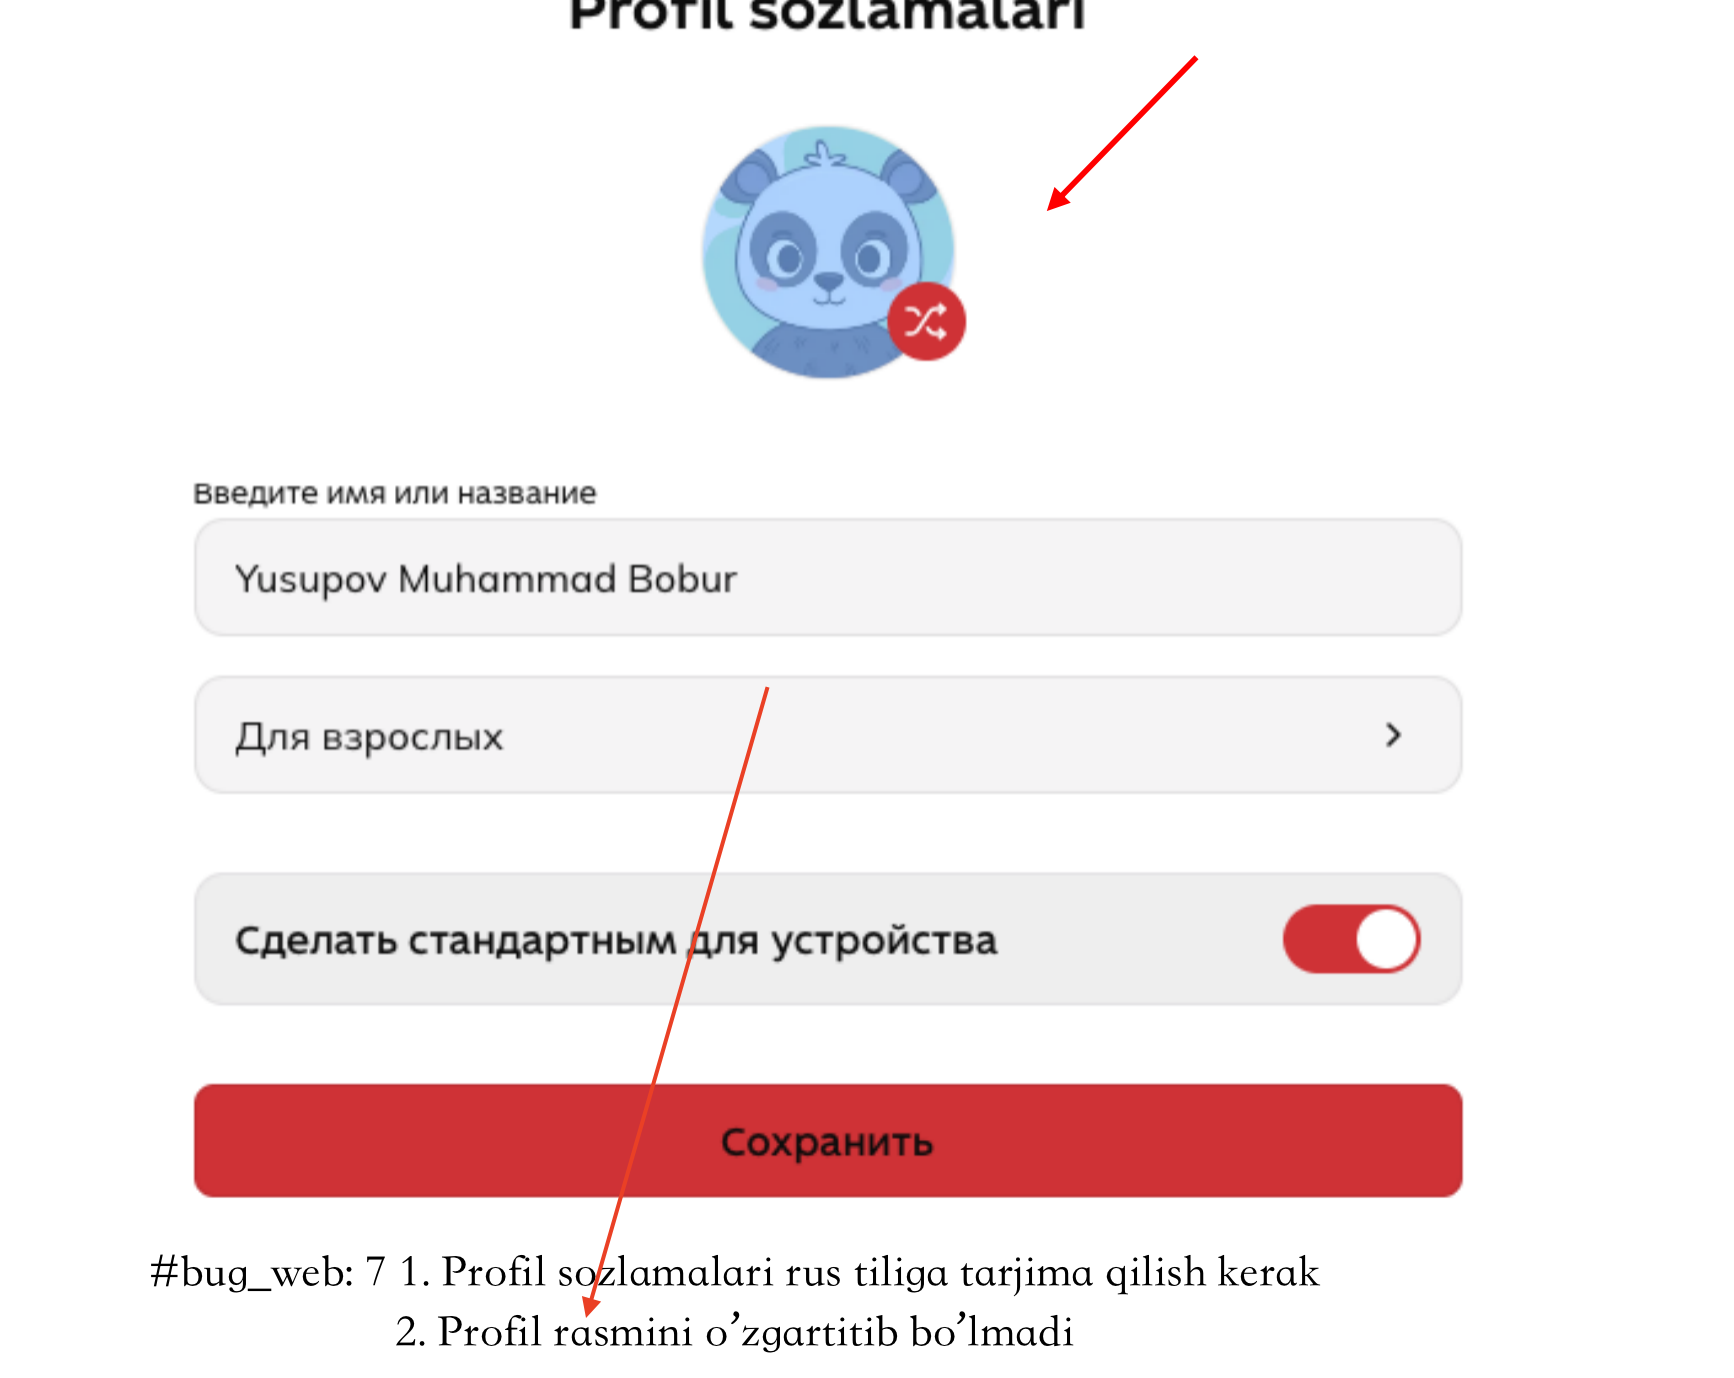 Profil sozlamalari
Введите имя или название
Yusupov Muhammad Bobur
Для взрослых
Сделать стандартным для устройства
Сохранить
#bug_web: 7 1. Profil sozlamalari rus tiliga tarjima qilish kerak
2. Profil rasmini o’zgartitib bo’lmadi